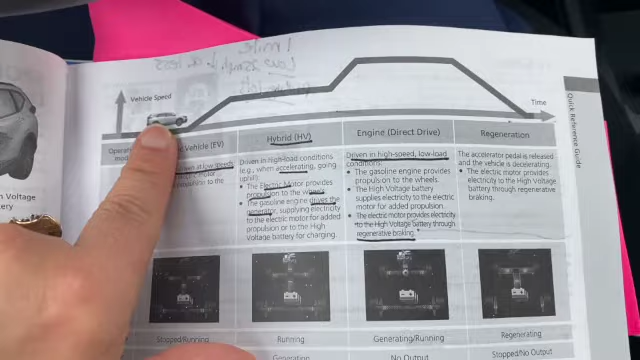 1 mile
Vehicle Speed
Time
Quick Reference Guide
Vehicle (EV)
Hybrid (HV)
Engine (Direct Drive)
Regeneration
at low speeds
Driven in high-load conditions
(e.g., when accelerating, going
uphill)
• The Electric Motor provides
propulsion to the wheels.
• The gasoline engine drives the
generator, supplying electricity
to the electric motor for added
propulsion or to the High
Voltage battery for charging.
Driven in high-speed, low-load
conditions.
• The gasoline engine provides
propulsion to the wheels.
• The High Voltage battery
supplies electricity to the electric
motor for added propulsion.
• The electric motor provides electricity
to the High Voltage battery through
regenerative braking.
The accelerator pedal is released
and the vehicle is decelerating.
• The electric motor provides
electricity to the High Voltage
battery through regenerative
braking.
Voltage
Stopped/Running
Running
Generating/Running
Regenerating
Generation
No Output
Stopped/No Output